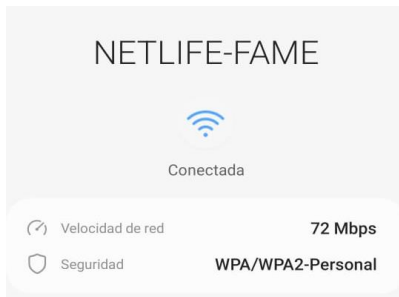 NETLIFE-FAME
Conectada
Velocidad de red 72 Mbps
Seguridad WPA/WPA2-Personal